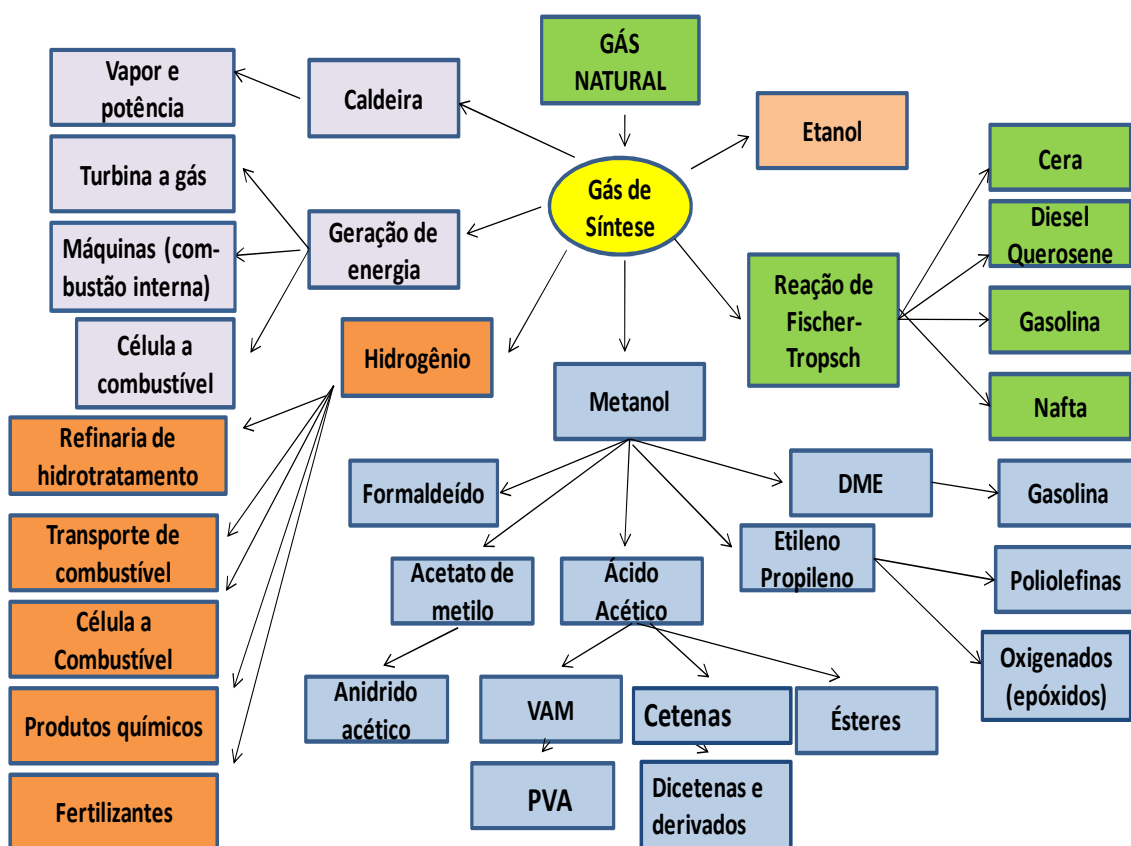 GÁS
NATURAL
Vapor e
potência
Caldeira
Etanol
Cera
Turbina a gás
Gás de
Síntese
Diesel
Querosene
Geração de
energia
Máquinas (com-
bustão interna)
Reação de
Fischer-
Tropsch
Gasolina
Célula a
combustível
Hidrogênio
Metanol
Nafta
Refinaria de
hidrotratamento
Formaldeído
DME
Gasolina
Transporte de
combustível
Acetato de
metilo
Ácido
Acético
Etileno
Propileno
Poliolefinas
Célula a
Combustível
Oxigenados
(epóxidos)
Anidrido
acético
VAM
Cetenas
Ésteres
Produtos químicos
PVA
Dicetenas e
derivados
Fertilizantes